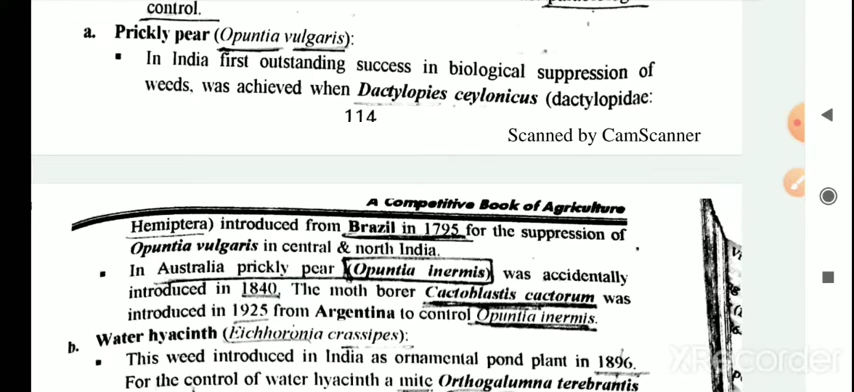 control.
a. Prickly pear (Opuntia vulgaris):
▪ In India first outstanding success in biological suppression of
weeds, was achieved when Dactylopies ceylonicus (dactylopidae:
114
Scanned by CamScanner
A Competitive Book of Agriculture
Hemiptera) introduced from Brazil in 1795 for the suppression of
Opuntia vulgaris in central & north India.
▪ In Australia prickly pear (Opuntia inermis) was accidentally
introduced in 1840. The moth borer Cactoblastis cactorum was
introduced in 1925 from Argentina to control Opuntia inermis.
b. Water hyacinth (Eichhoronia crassipes):
▪ This weed introduced in India as ornamental pond plant in 1896.
For the control of water hyacinth a mite Orthogalumna terebrantis
XRecorder